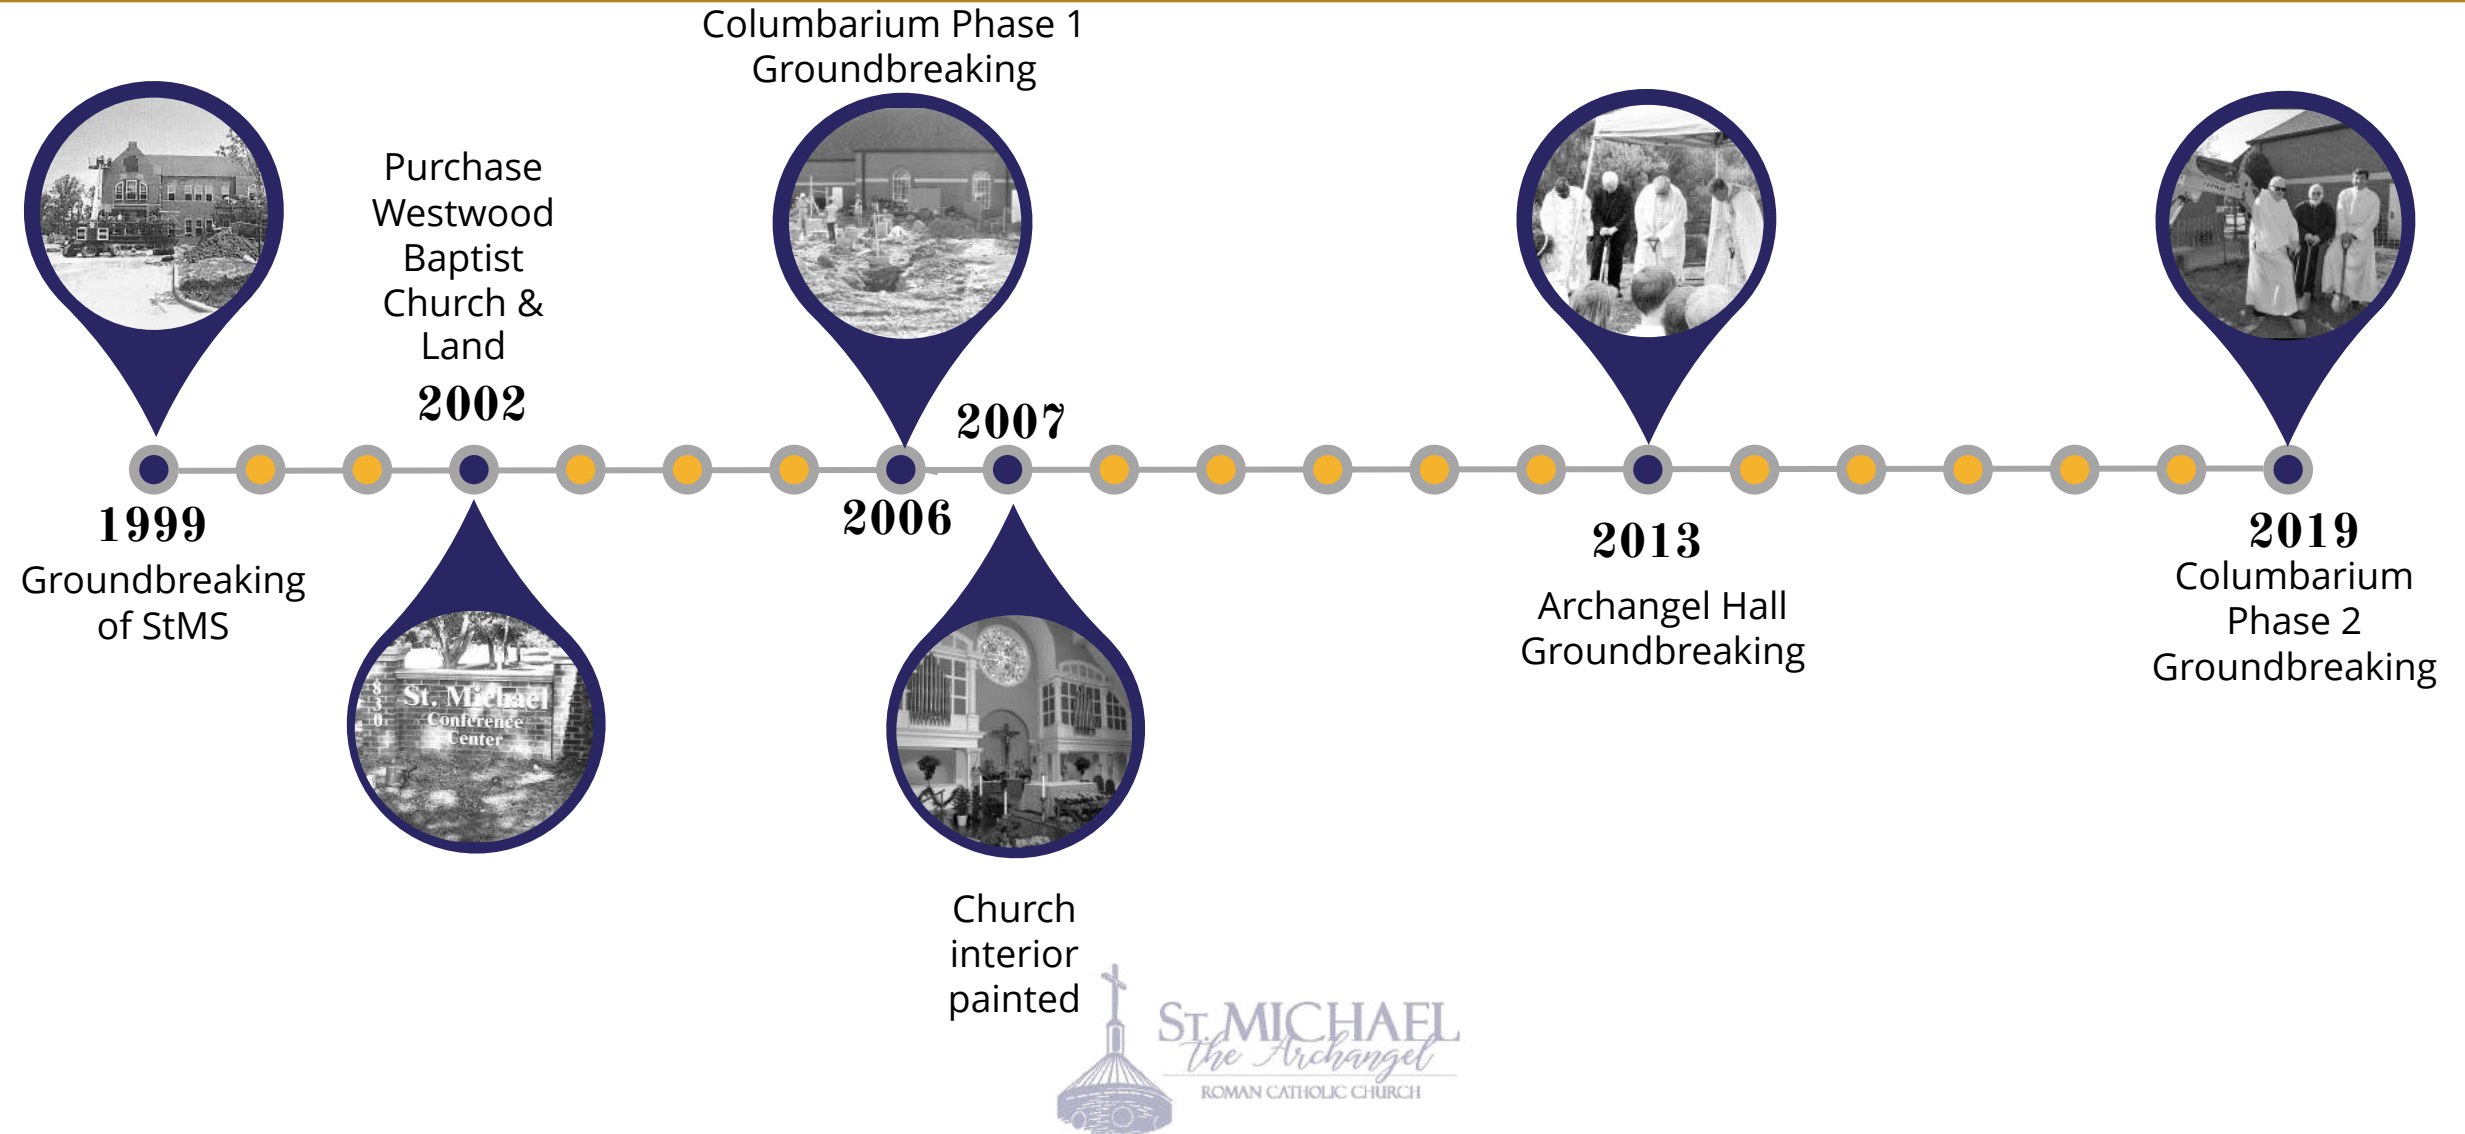 Columbarium Phase 1
Groundbreaking
Purchase
Westwood
Baptist
Church &
Land
2002
2007
1999
Groundbreaking
of StMS
2006
2013
Archangel Hall
Groundbreaking
2019
Columbarium
Phase 2
Groundbreaking
830
St. Michael
Conference
Center
Church
interior
painted
ST. MICHAEL
the Archangel
ROMAN CATHOLIC CHURCH